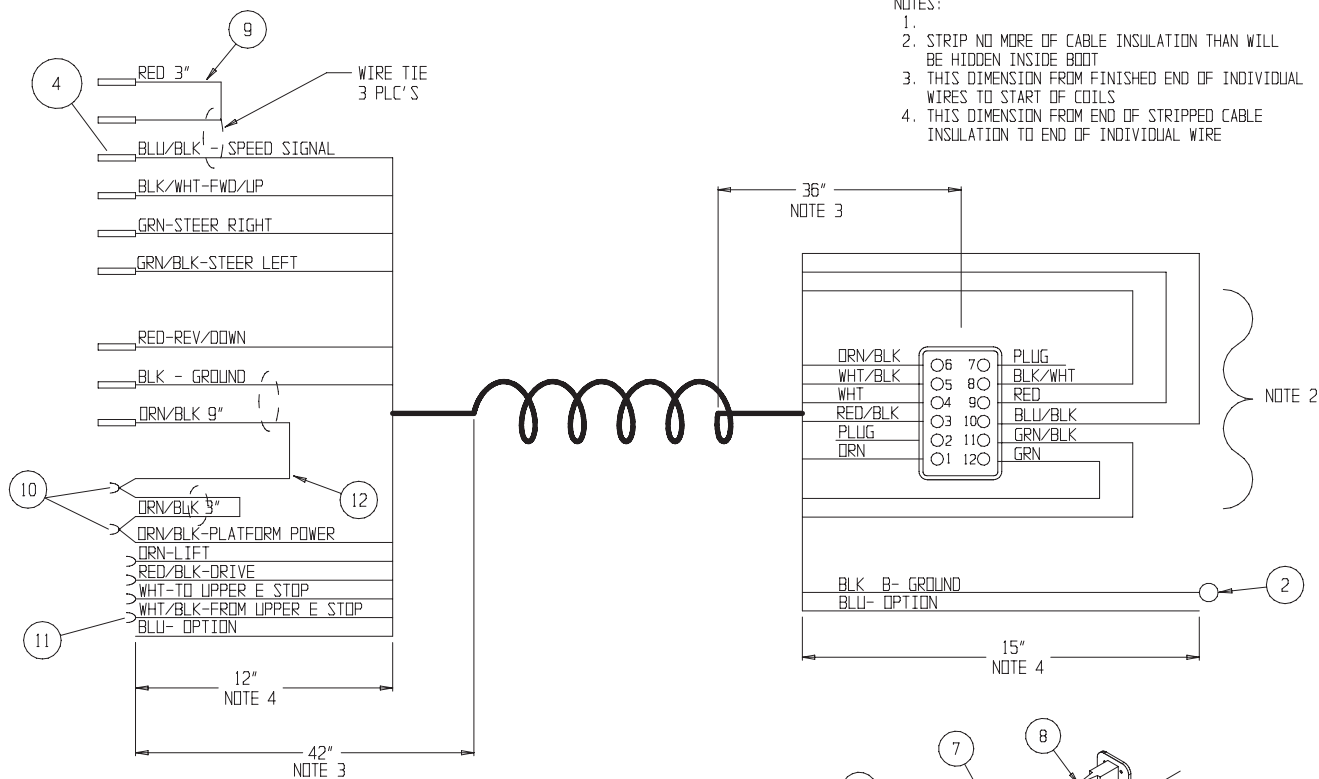 NOTES:
1.
2. STRIP NO MORE OF CABLE INSULATION THAN WILL
BE HIDDEN INSIDE BOOT
3. THIS DIMENSION FROM FINISHED END OF INDIVIDUAL
WIRES TO START OF COILS
4. THIS DIMENSION FROM END OF STRIPPED CABLE
INSULATION TO END OF INDIVIDUAL WIRE
9
4
RED 3"
WIRE TIE
3 PLC'S
BLU/BLK - SPEED SIGNAL
BLK/WHT-FWD/UP
GRN-STEER RIGHT
GRN/BLK-STEER LEFT
RED-REV/DOWN
BLK - GROUND
ORN/BLK 9"
10
12
ORN/BLK 3"
ORN/BLK-PLATFORM POWER
ORN-LIFT
RED/BLK-DRIVE
WHT-TO UPPER E STOP
WHT/BLK-FROM UPPER E STOP
BLU- OPTION
11
12"
NOTE 4
42"
NOTE 3
36"
NOTE 3
ORN/BLK 6 7 PLUG
WHT/BLK 5 8 BLK/WHT
WHT 4 9 RED
RED/BLK 3 10 BLU/BLK
PLUG 2 11 GRN/BLK
ORN 1 12 GRN
NOTE 2
BLK B- GROUND
BLU- OPTION
2
15"
NOTE 4
7
8